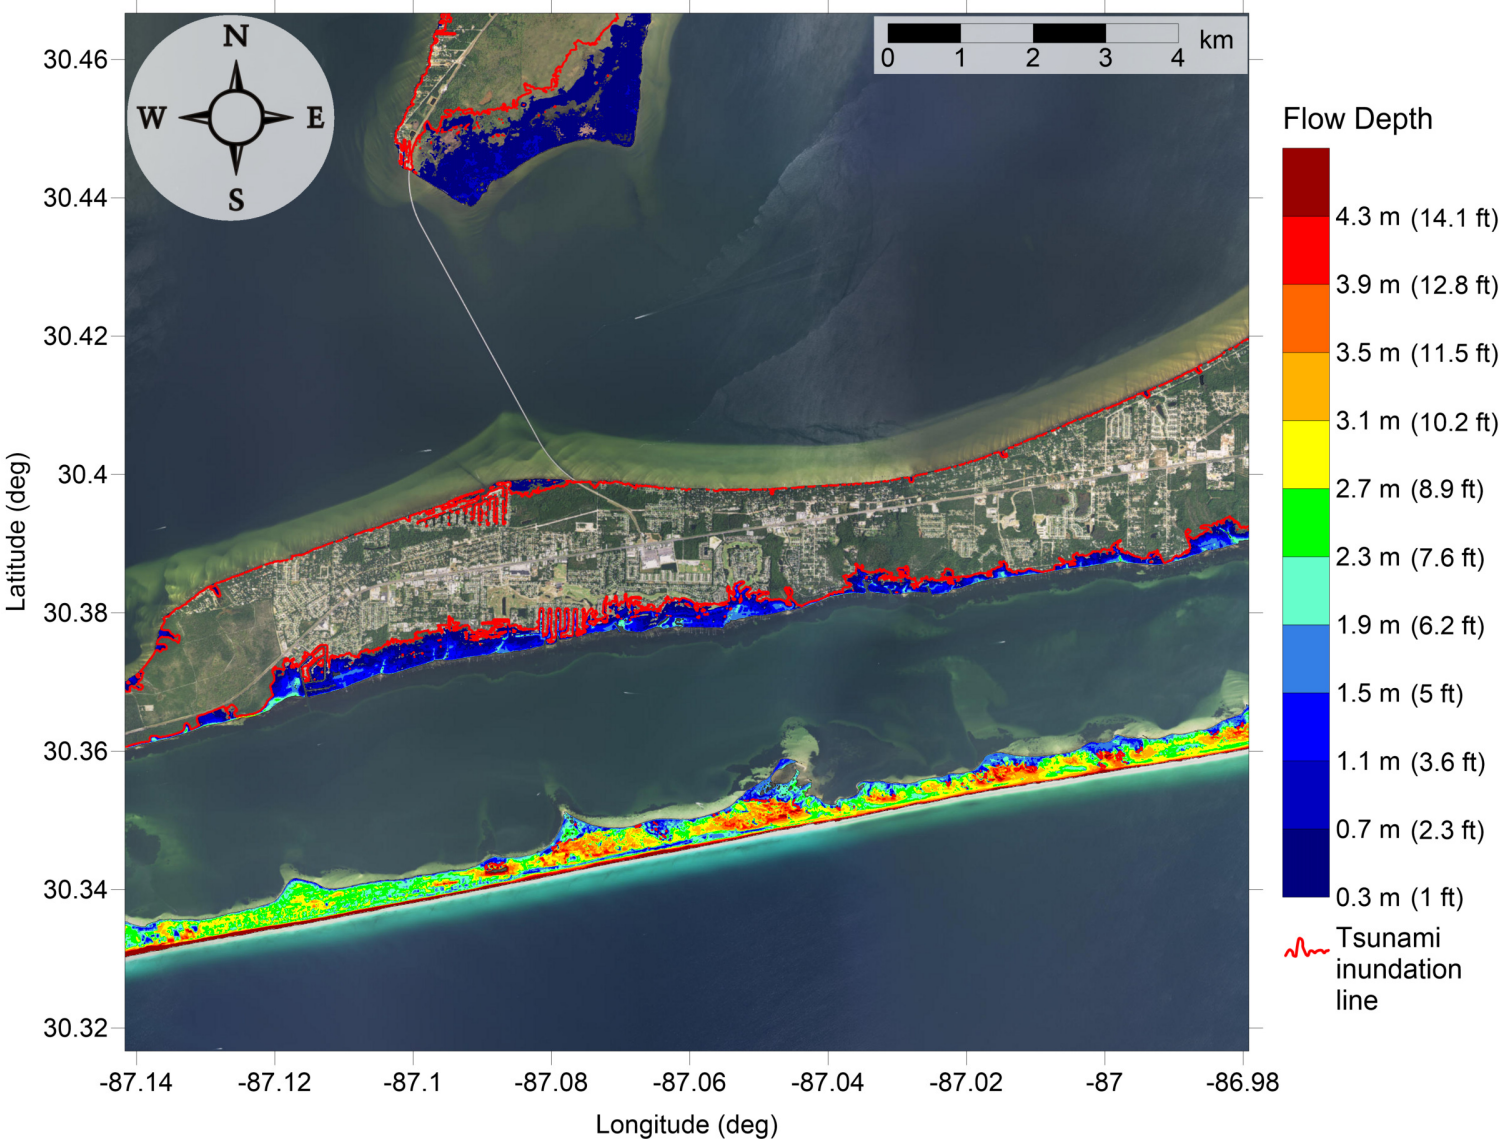 N
W E
S
0 1 2 3 4 km
30.46
30.44
30.42
30.4
30.38
30.36
30.34
30.32
Latitude (deg)
-87.14 -87.12 -87.1 -87.08 -87.06 -87.04 -87.02 -87 -86.98
Longitude (deg)
Flow Depth
4.3 m (14.1 ft)
3.9 m (12.8 ft)
3.5 m (11.5 ft)
3.1 m (10.2 ft)
2.7 m (8.9 ft)
2.3 m (7.6 ft)
1.9 m (6.2 ft)
1.5 m (5 ft)
1.1 m (3.6 ft)
0.7 m (2.3 ft)
0.3 m (1 ft)
Tsunami
inundation
line